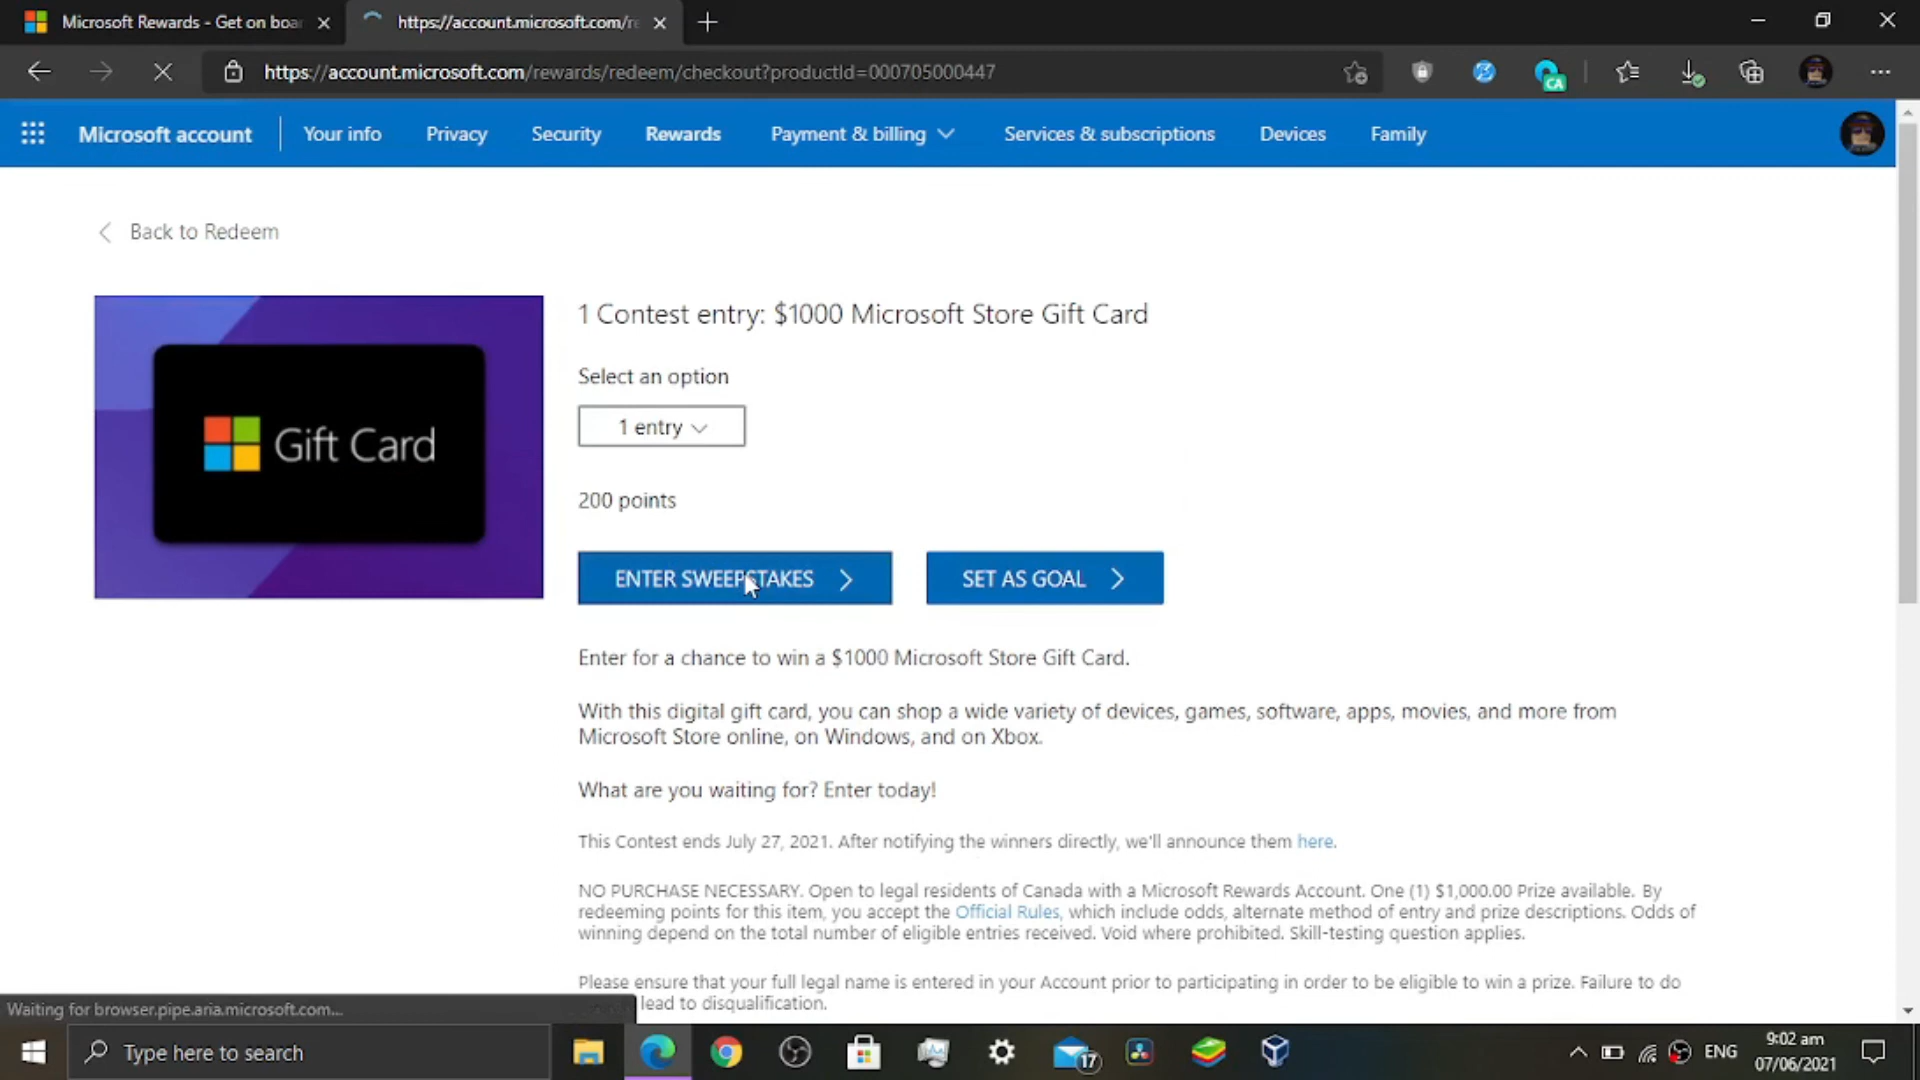 Microsoft Rewards - Get on boar
https://account.microsoft.com/re
https://account.microsoft.com/rewards/redeem/checkout?productId=000705000447
CA
Microsoft account
Your info
Privacy
Security
Rewards
Payment & billing
Services & subscriptions
Devices
Family
Back to Redeem
Gift Card
1 Contest entry: $1000 Microsoft Store Gift Card
Select an option
1 entry
200 points
ENTER SWEEPSTAKES
SET AS GOAL
Enter for a chance to win a $1000 Microsoft Store Gift Card.
With this digital gift card, you can shop a wide variety of devices, games, software, apps, movies, and more from
Microsoft Store online, on Windows, and on Xbox.
What are you waiting for? Enter today!
This Contest ends July 27, 2021. After notifying the winners directly, we'll announce them here.
NO PURCHASE NECESSARY. Open to legal residents of Canada with a Microsoft Rewards Account. One (1) $1,000.00 Prize available. By
redeeming points for this item, you accept the Official Rules, which include odds, alternate method of entry and prize descriptions. Odds of
winning depend on the total number of eligible entries received. Void where prohibited. Skill-testing question applies.
Please ensure that your full legal name is entered in your Account prior to participating in order to be eligible to win a prize. Failure to do
lead to disqualification.
Waiting for browser.pipe.aria.microsoft.com...
Type here to search
17
ENG
9:02 am
07/06/2021